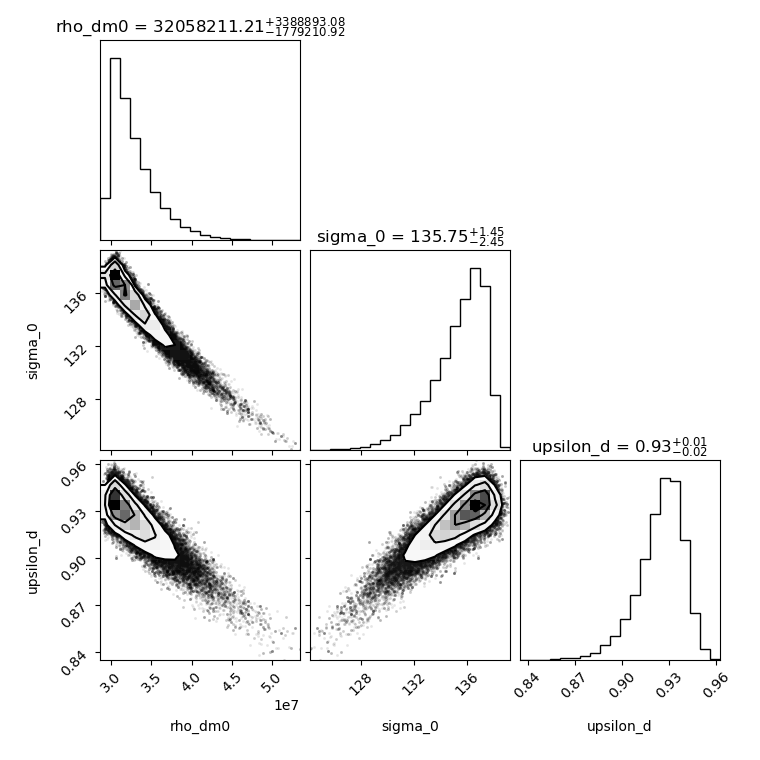 rho_dm0 = 32058211.21+3388893.08−1779210.92
sigma_0 = 135.75+1.45−2.45
136
132
128
sigma_0
upsilon_d = 0.93+0.01−0.02
0.96
0.93
0.90
0.87
0.84
upsilon_d
3.0 3.5 4.0 4.5 5.0
1e7
rho_dm0
128 132 136
sigma_0
0.84 0.87 0.90 0.93 0.96
upsilon_d